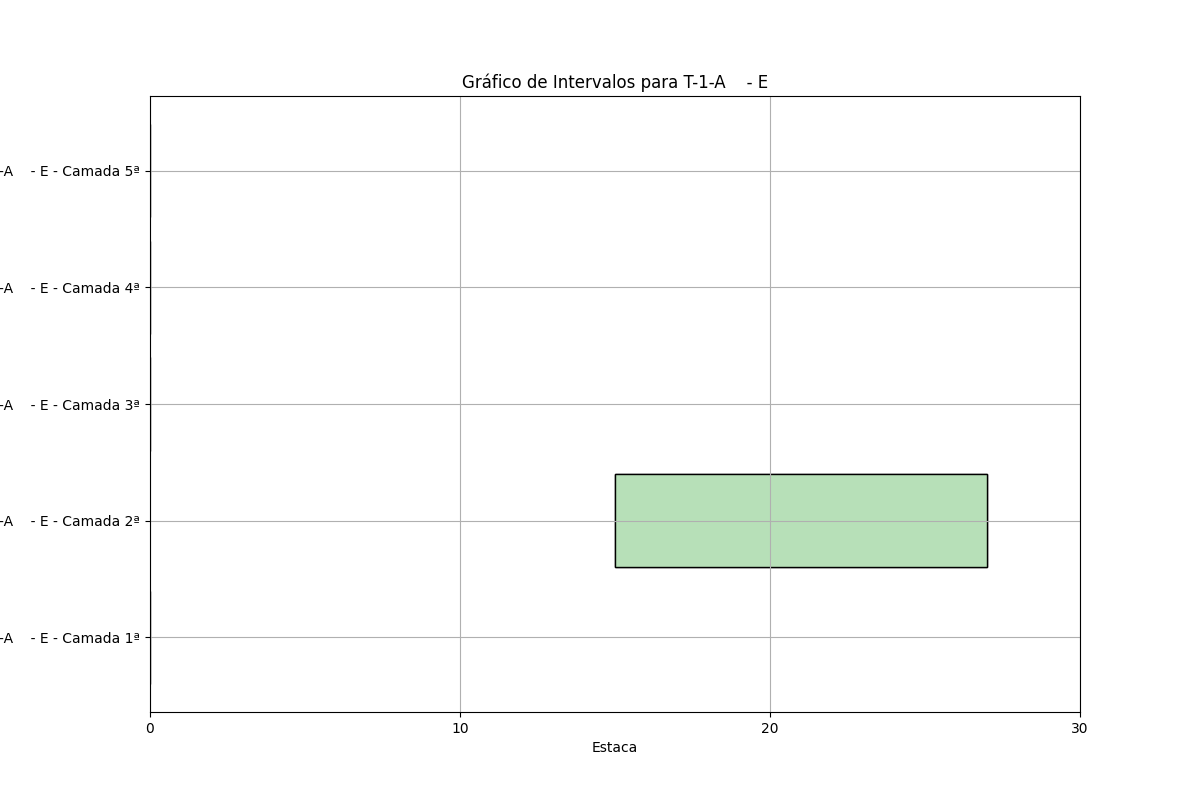 Gráfico de Intervalos para T-1-A    - E
-A    - E - Camada 5ª
-A    - E - Camada 4ª
-A    - E - Camada 3ª
-A    - E - Camada 2ª
-A    - E - Camada 1ª
0 10 20 30
Estaca